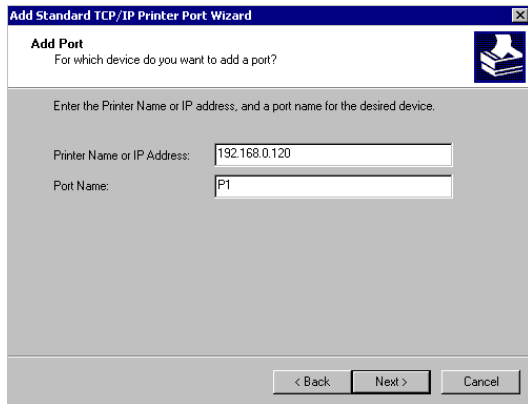 Add Standard TCP/IP Printer Port Wizard
Add Port
For which device do you want to add a port?
Enter the Printer Name or IP address, and a port name for the desired device.
Printer Name or IP Address: 192.168.0.120
Port Name: P1
< Back Next > Cancel